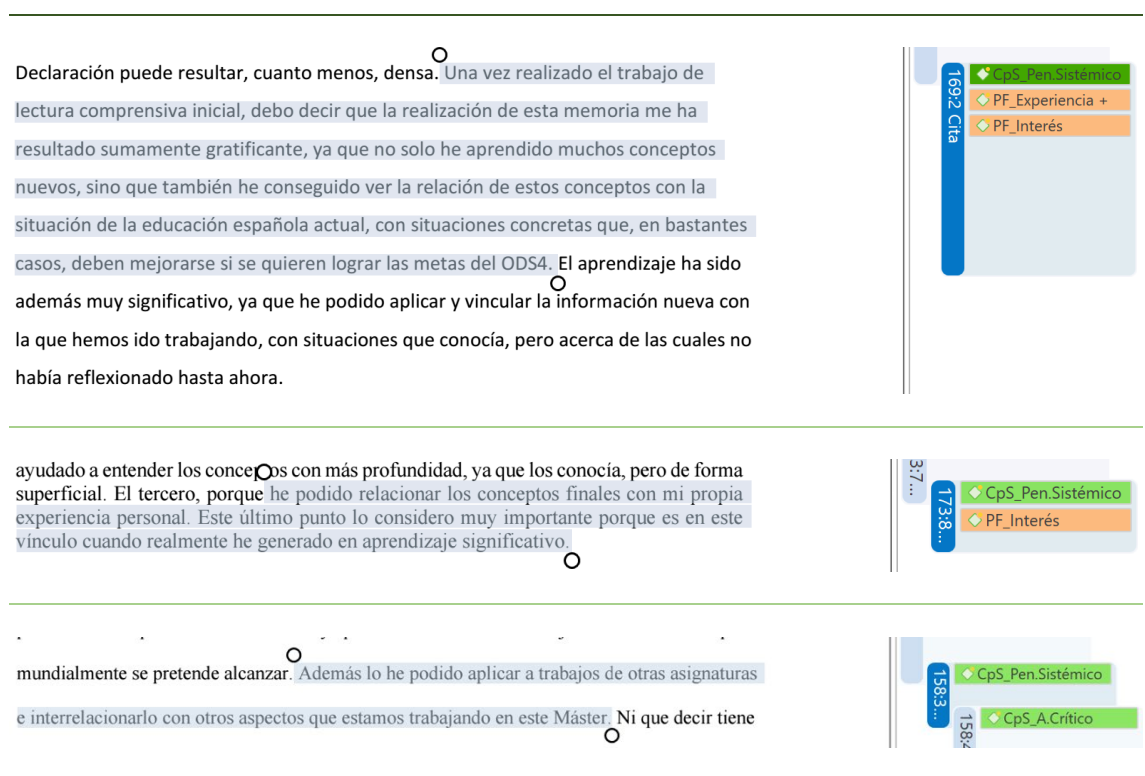 Declaración puede resultar, cuanto menos, densa. Una vez realizado el trabajo de
lectura comprensiva inicial, debo decir que la realización de esta memoria me ha
resultado sumamente gratificante, ya que no solo he aprendido muchos conceptos
nuevos, sino que también he conseguido ver la relación de estos conceptos con la
situación de la educación española actual, con situaciones concretas que, en bastantes
casos, deben mejorarse si se quieren lograr las metas del ODS4. El aprendizaje ha sido
además muy significativo, ya que he podido aplicar y vincular la información nueva con
la que hemos ido trabajando, con situaciones que conocía, pero acerca de las cuales no
había reflexionado hasta ahora.
169:2 Cita
CpS_Pen.Sistémico
PF_Experiencia +
PF_Interés
ayudado a entender los conceptos con más profundidad, ya que los conocía, pero de forma
superficial. El tercero, porque he podido relacionar los conceptos finales con mi propia
experiencia personal. Este último punto lo considero muy importante porque es en este
vínculo cuando realmente he generado en aprendizaje significativo.
3:7...
173:8...
CpS_Pen.Sistémico
PF_Interés
mundialmente se pretende alcanzar. Además lo he podido aplicar a trabajos de otras asignaturas
e interrelacionarlo con otros aspectos que estamos trabajando en este Máster. Ni que decir tiene
158:3...
CpS_Pen.Sistémico
158:4
CpS_A.Crítico